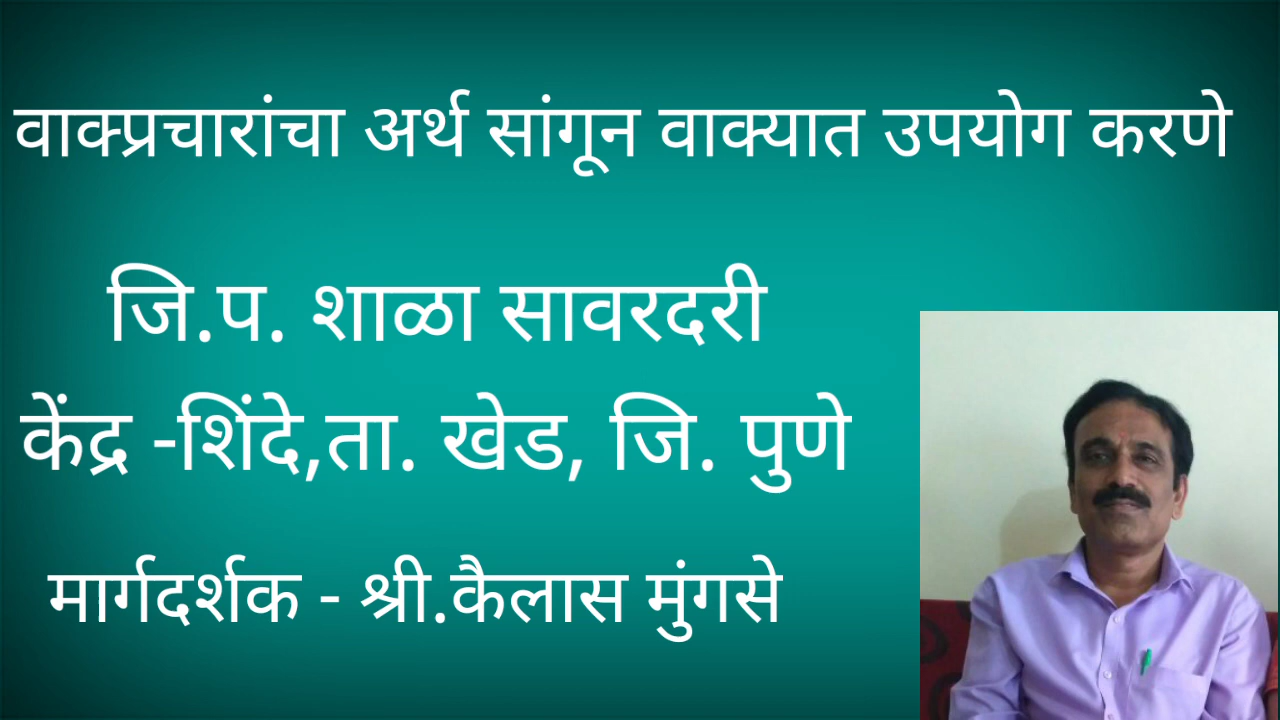 वाक्प्रचारांचा अर्थ सांगून वाक्यात उपयोग करणे
जि.प. शाळा सावरदरी
केंद्र -शिंदे,ता. खेड, जि. पुणे
मार्गदर्शक - श्री.कैलास मुंगसे